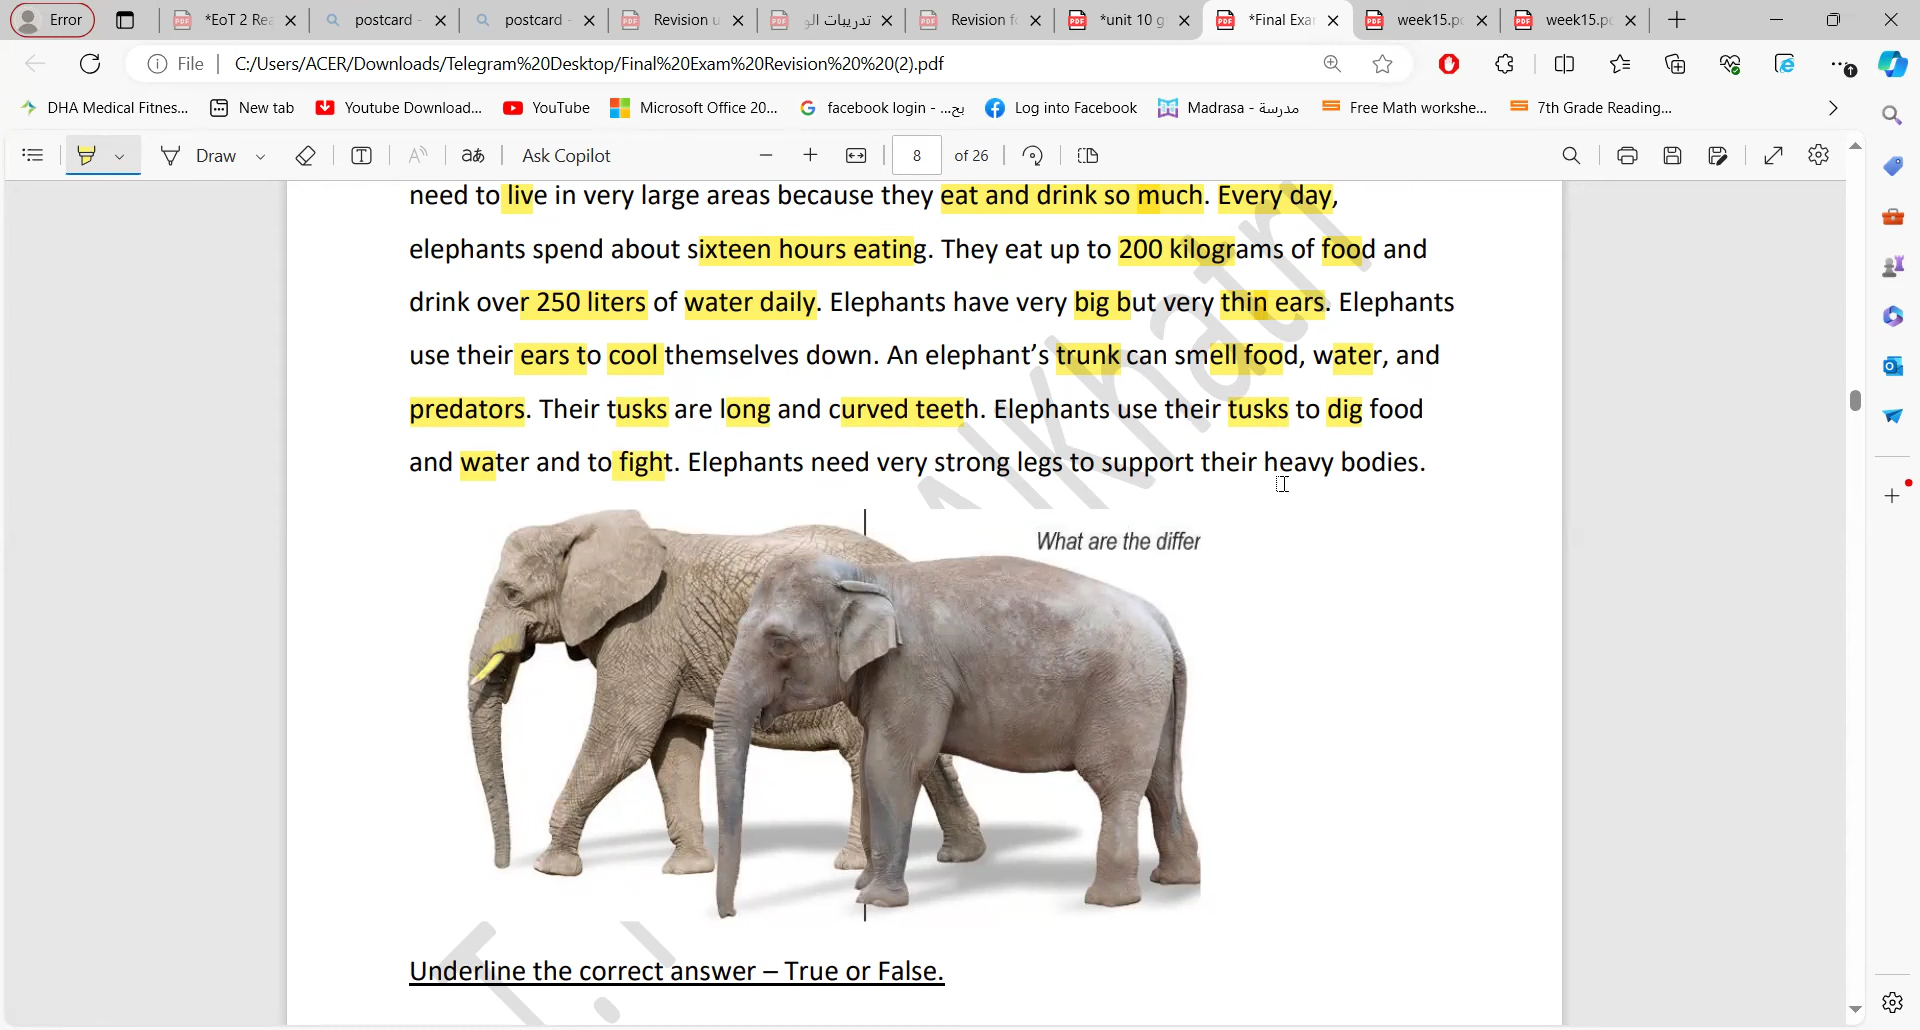 Error
*EoT 2 Rea
postcard -
postcard -
Revision u
تدريبات الو
Revision fo
*unit 10 g
*Final Exa
week15.p
week15.p
File
C:/Users/ACER/Downloads/Telegram%20Desktop/Final%20Exam%20Revision%20%20(2).pdf
DHA Medical Fitnes...
New tab
Youtube Download...
YouTube
Microsoft Office 20...
facebook login - ...بح
Log into Facebook
Madrasa - مدرسة
Free Math workshe...
7th Grade Reading...
Draw
Ask Copilot
8
of 26
need to live in very large areas because they eat and drink so much. Every day,
elephants spend about sixteen hours eating. They eat up to 200 kilograms of food and
drink over 250 liters of water daily. Elephants have very big but very thin ears. Elephants
use their ears to cool themselves down. An elephant’s trunk can smell food, water, and
predators. Their tusks are long and curved teeth. Elephants use their tusks to dig food
and water and to fight. Elephants need very strong legs to support their heavy bodies.
What are the differ
Underline the correct answer – True or False.